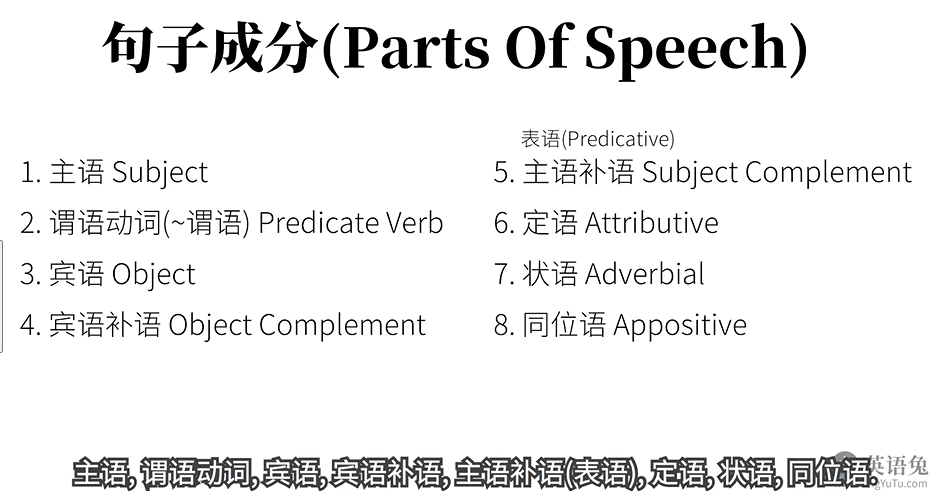 句子成分(Parts Of Speech)
1. 主语 Subject
2. 谓语动词(~谓语) Predicate Verb
3. 宾语 Object
4. 宾语补语 Object Complement
表语(Predicative)
5. 主语补语 Subject Complement
6. 定语 Attributive
7. 状语 Adverbial
8. 同位语 Appositive
主语, 谓语动词, 宾语, 宾语补语, 主语补语(表语), 定语, 状语, 同位语.
英语兔
gYuTu.com